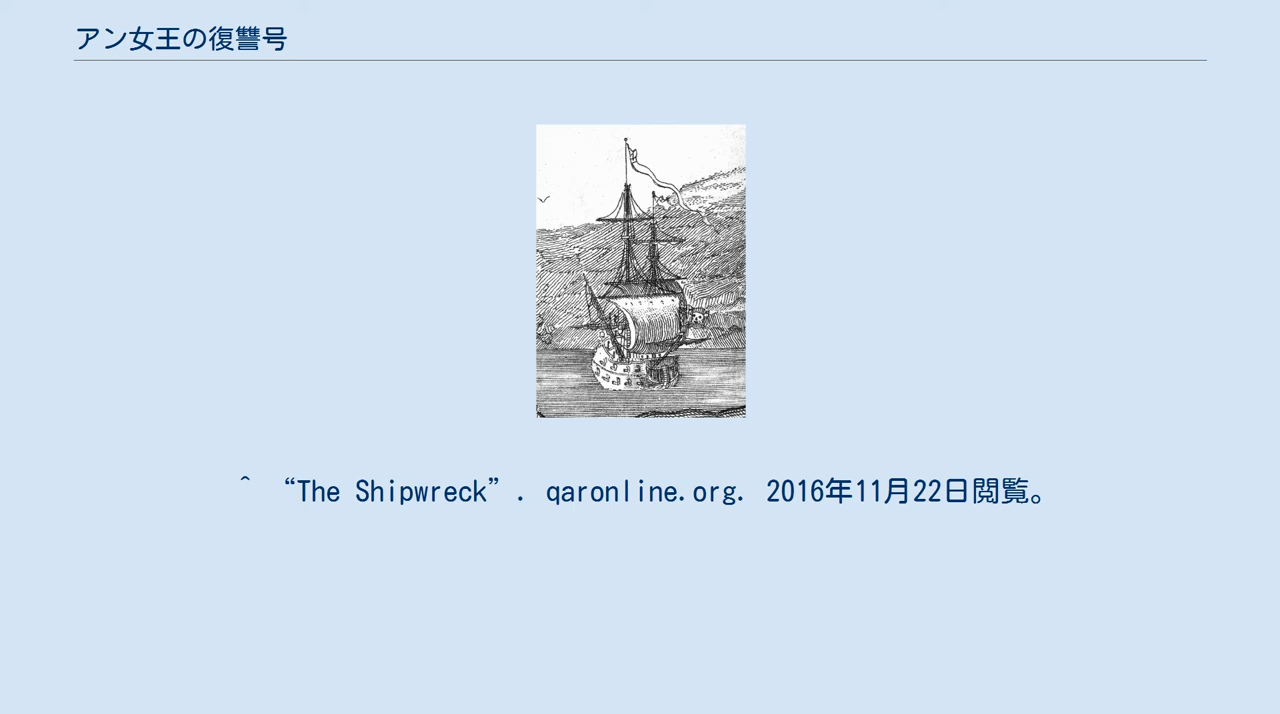 アン女王の復讐号
^ “The Shipwreck”. qaronline.org. 2016年11月22日閲覧。